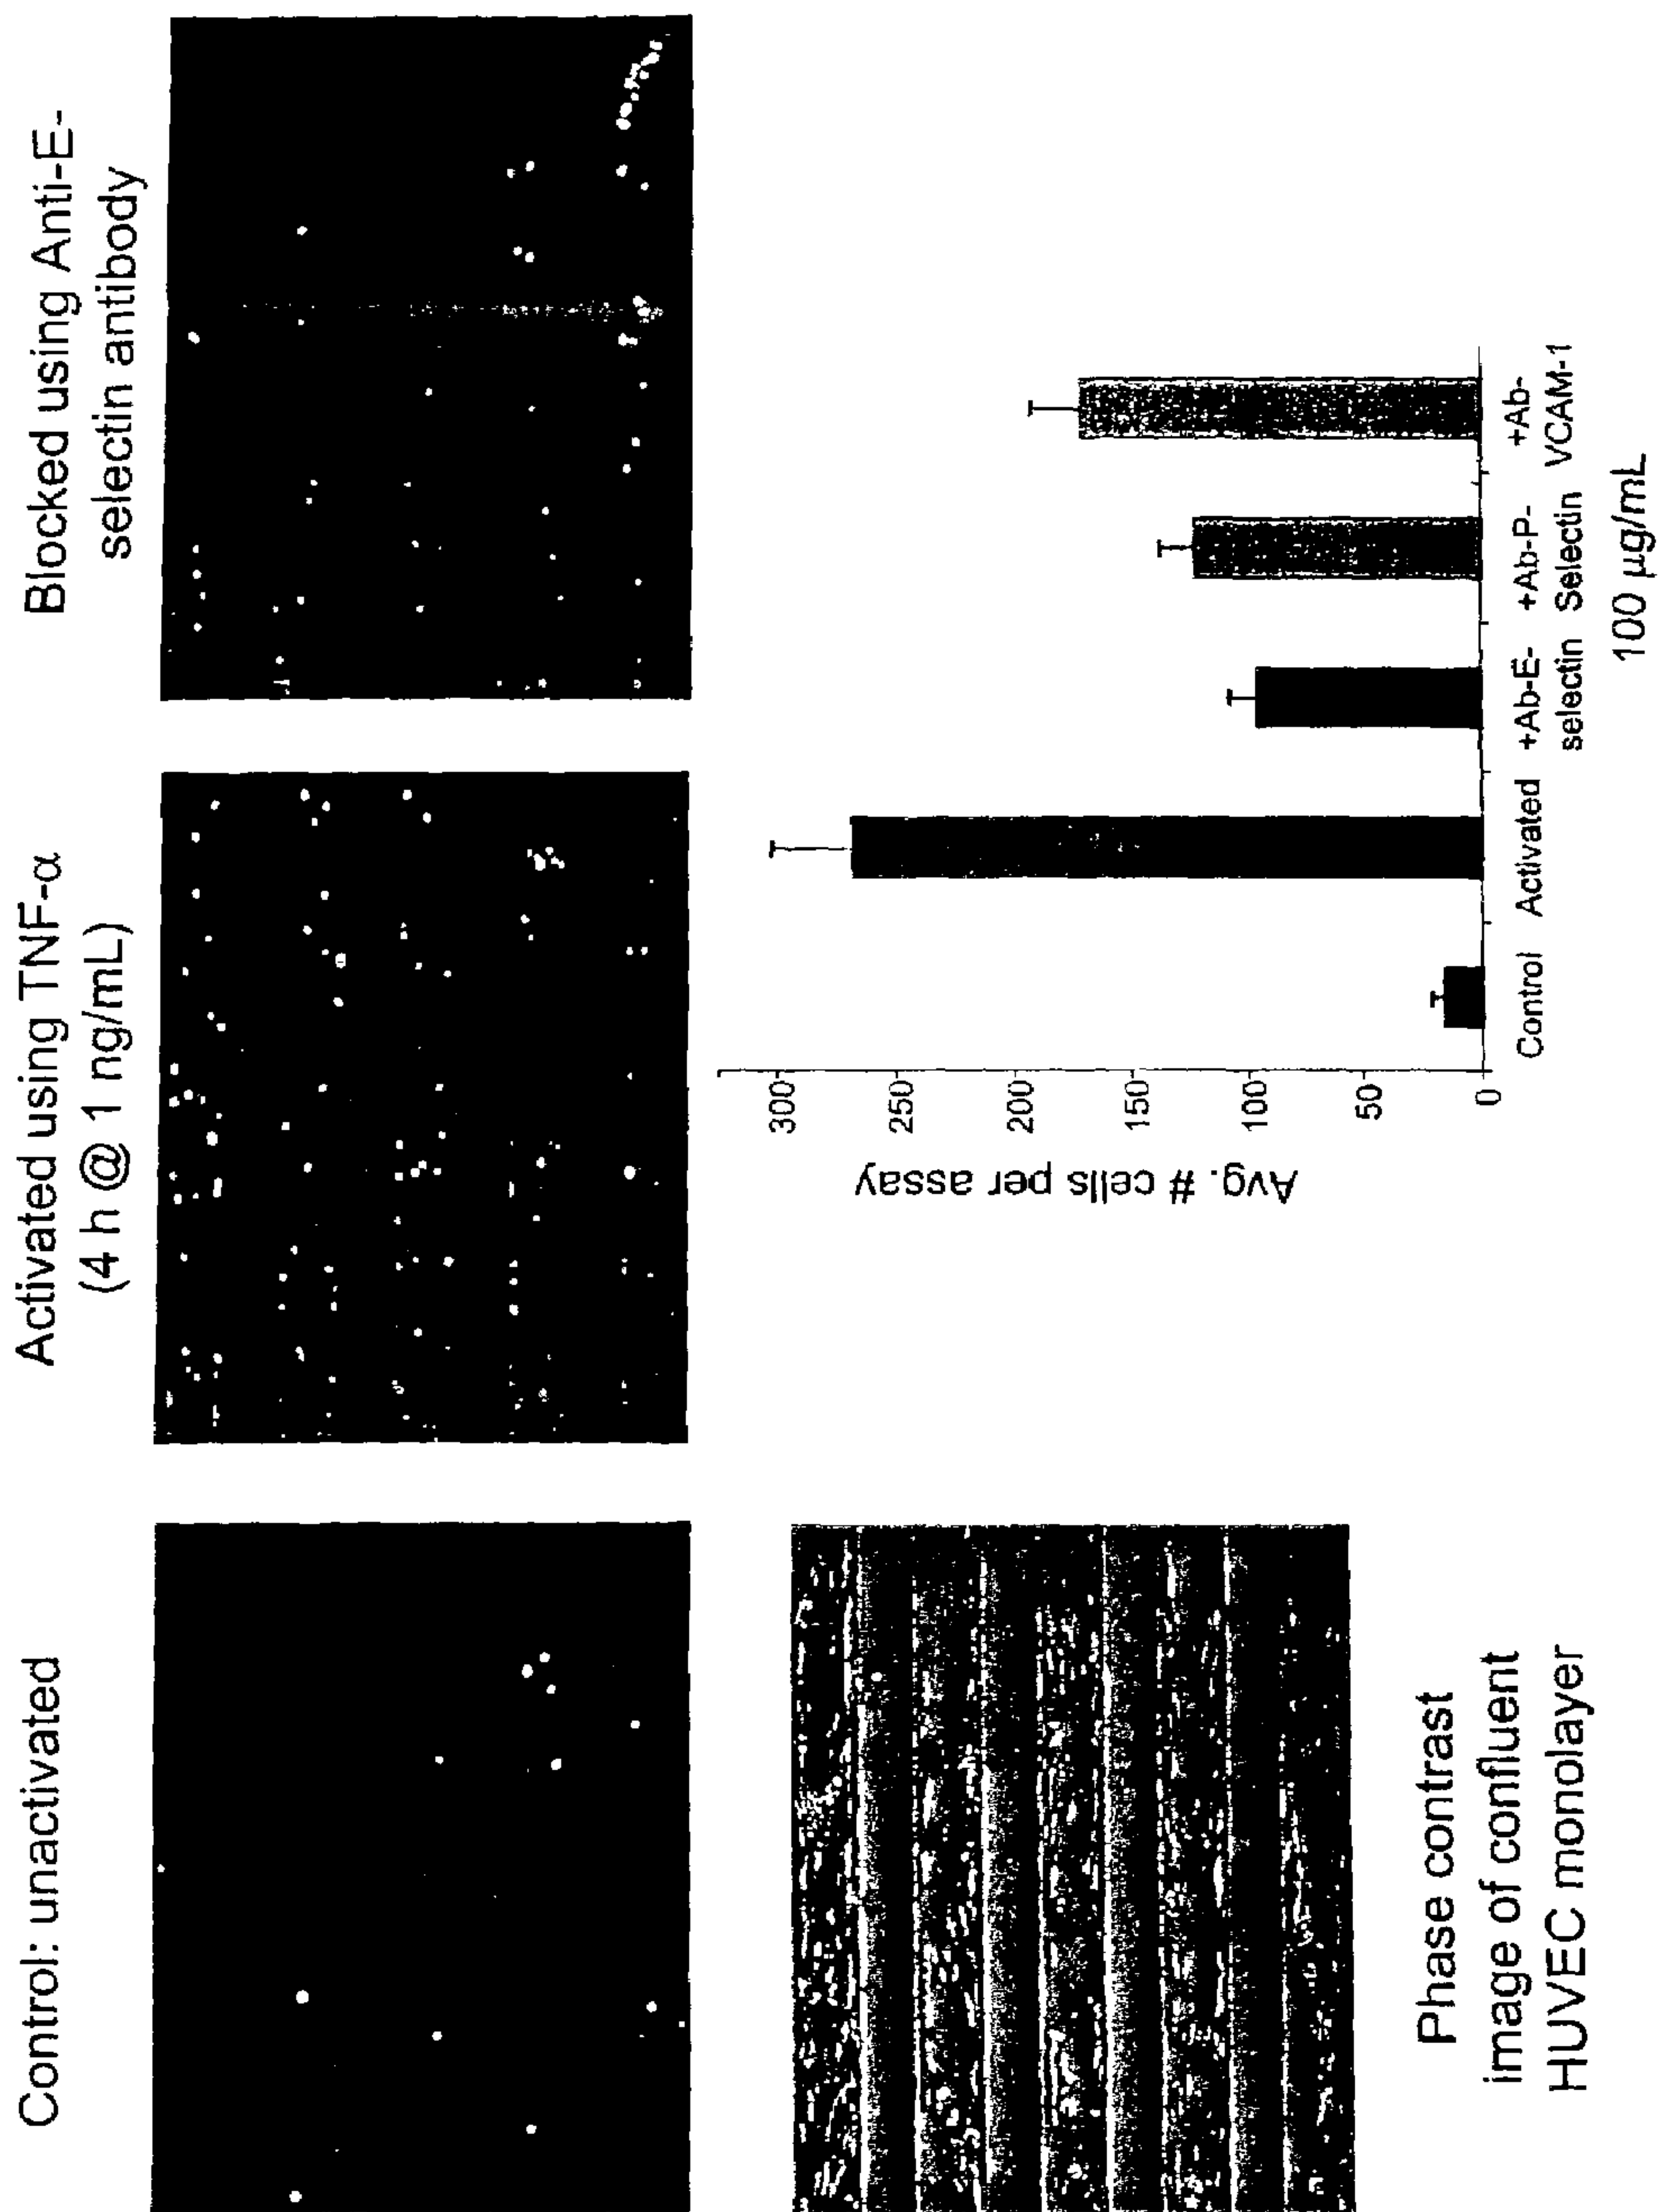 Control: unactivated
Activated using TNF-α
(4 h @ 1 ng/mL)
Blocked using Anti-E-
selectin antibody
Phase contrast
image of confluent
HUVEC monolayer
Avg. # cells per assay
300
250
200
150
100
50
0
Control
Activated
+Ab-E-
selectin
+Ab-P-
Selectin
+Ab-
VCAM-1
100 µg/mL